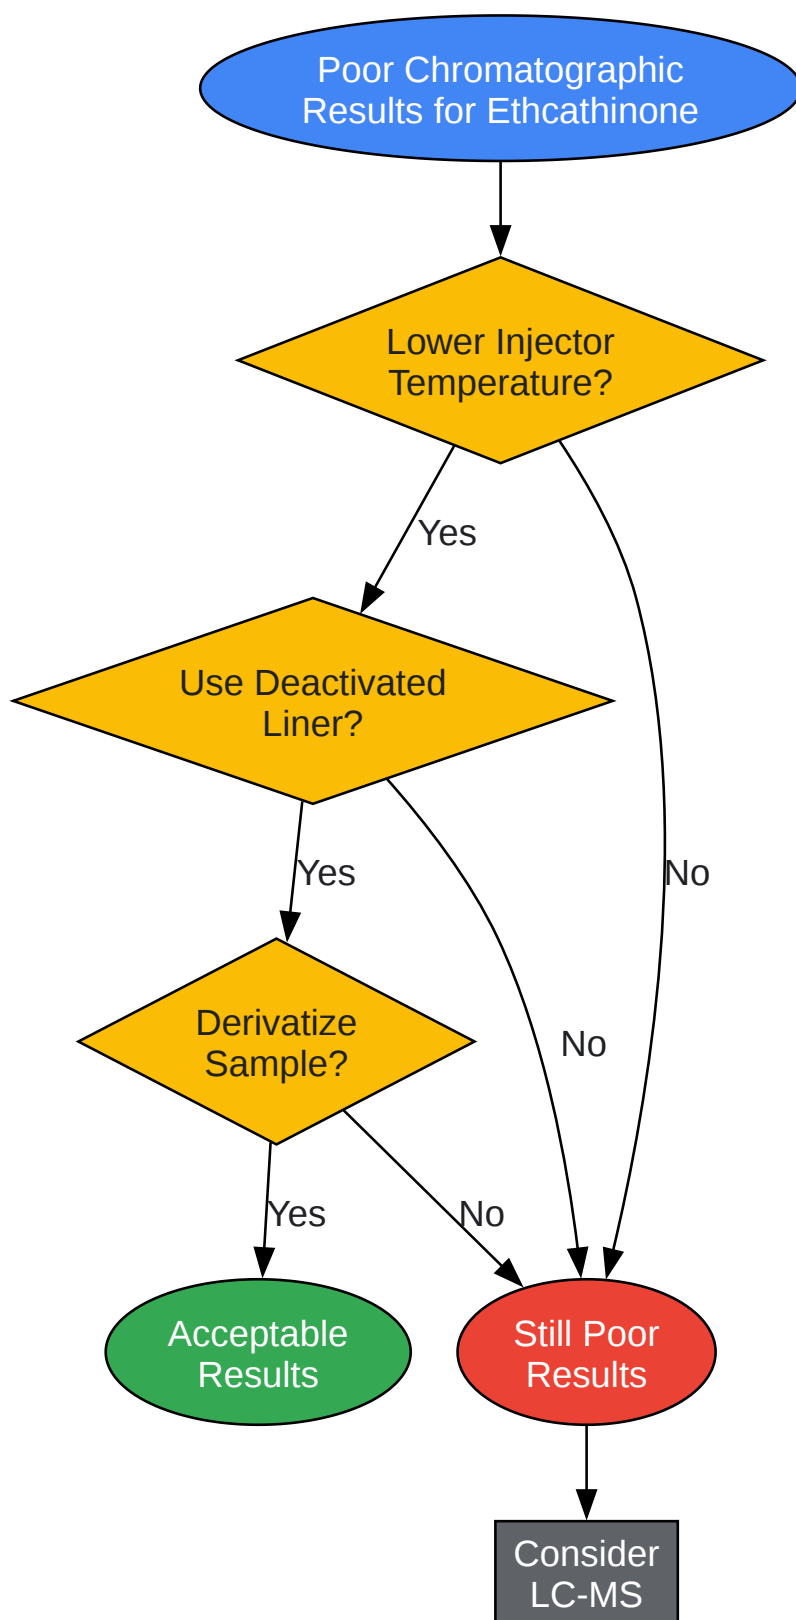 Poor Chromatographic
Results for Ethcathinone
Lower Injector
Temperature?
Yes
Use Deactivated
Liner?
Yes
No
Derivatize
Sample?
No
Yes
No
Acceptable
Results
Still Poor
Results
Consider
LC-MS